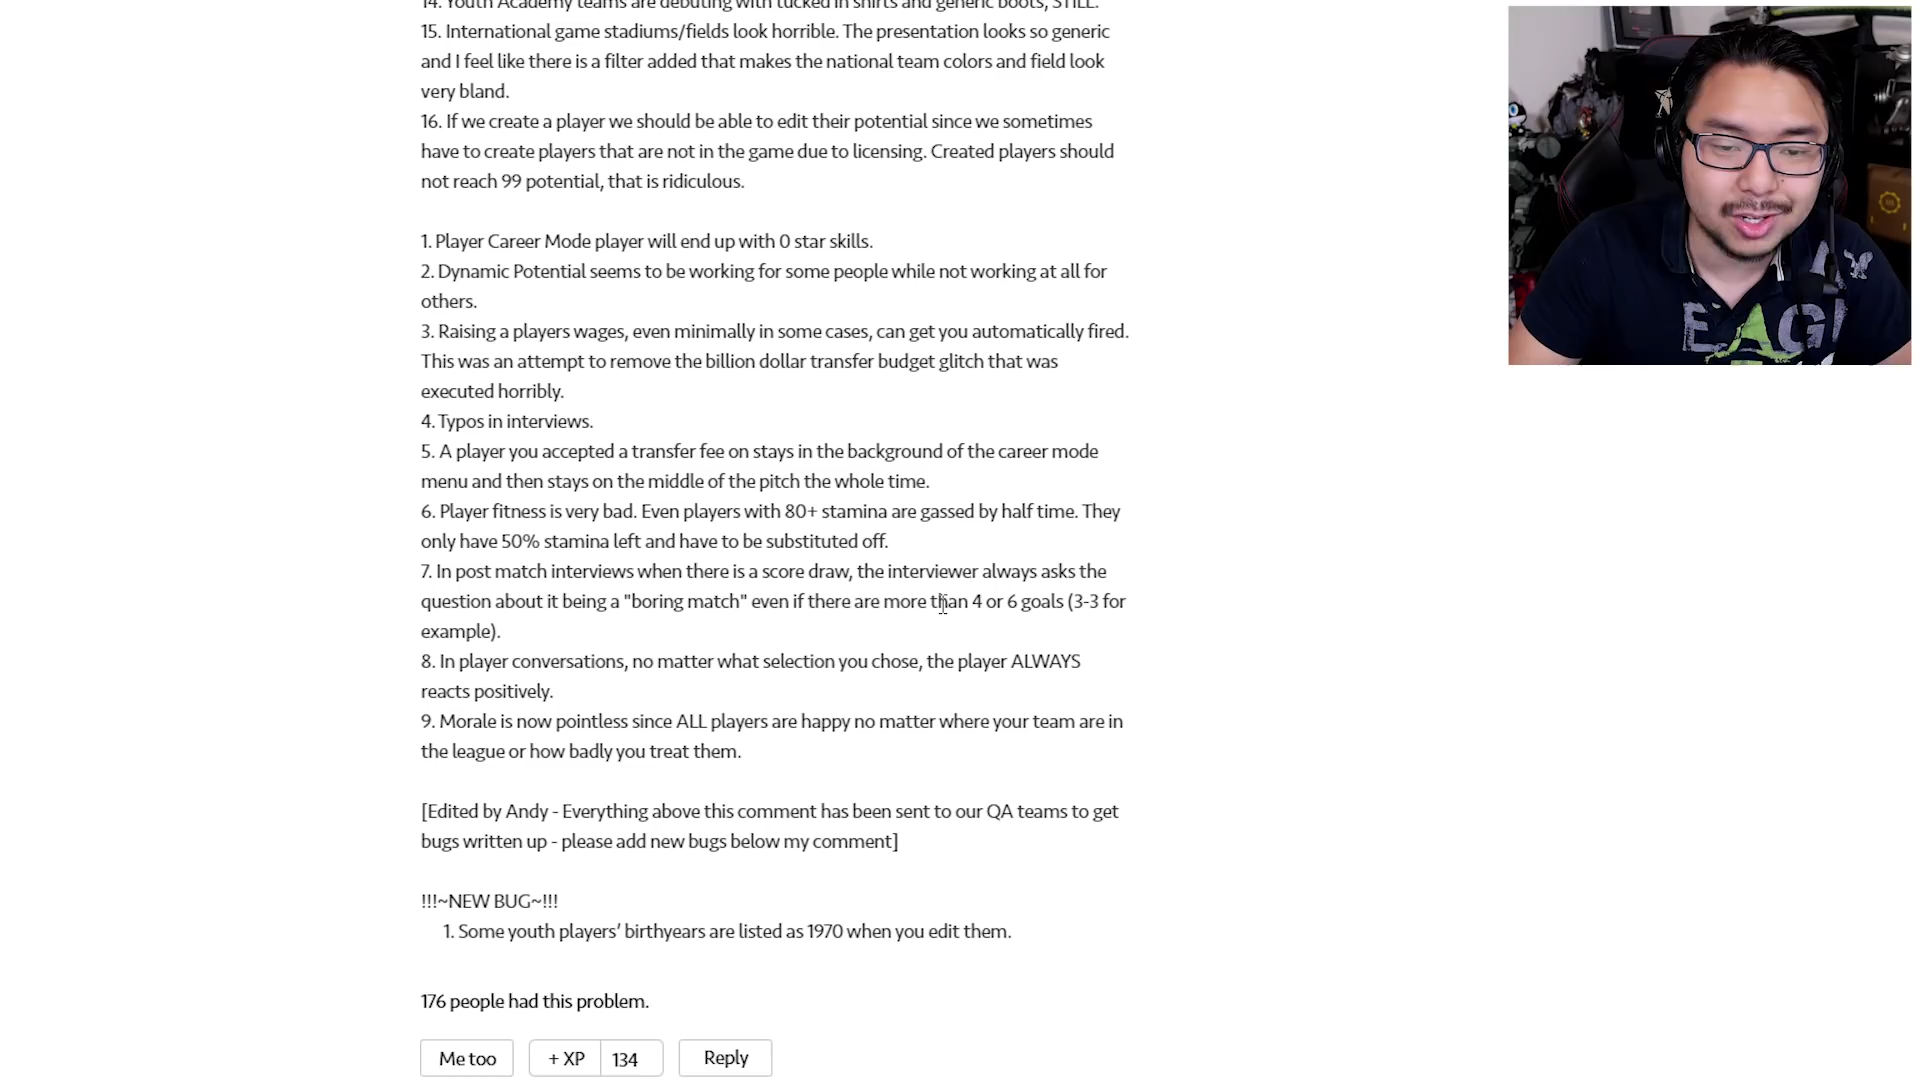 14. Youth Academy teams are debuting with tucked in shirts and generic boots, STILL.
15. International game stadiums/fields look horrible. The presentation looks so generic
and I feel like there is a filter added that makes the national team colors and field look
very bland.
16. If we create a player we should be able to edit their potential since we sometimes
have to create players that are not in the game due to licensing. Created players should
not reach 99 potential, that is ridiculous.
1. Player Career Mode player will end up with 0 star skills.
2. Dynamic Potential seems to be working for some people while not working at all for
others.
3. Raising a players wages, even minimally in some cases, can get you automatically fired.
This was an attempt to remove the billion dollar transfer budget glitch that was
executed horribly.
4. Typos in interviews.
5. A player you accepted a transfer fee on stays in the background of the career mode
menu and then stays on the middle of the pitch the whole time.
6. Player fitness is very bad. Even players with 80+ stamina are gassed by half time. They
only have 50% stamina left and have to be substituted off.
7. In post match interviews when there is a score draw, the interviewer always asks the
question about it being a "boring match" even if there are more than 4 or 6 goals (3-3 for
example).
8. In player conversations, no matter what selection you chose, the player ALWAYS
reacts positively.
9. Morale is now pointless since ALL players are happy no matter where your team are in
the league or how badly you treat them.
[Edited by Andy - Everything above this comment has been sent to our QA teams to get
bugs written up - please add new bugs below my comment]
!!!~NEW BUG~!!!
1. Some youth players' birthyears are listed as 1970 when you edit them.
176 people had this problem.
Me too + XP 134 Reply
EAG